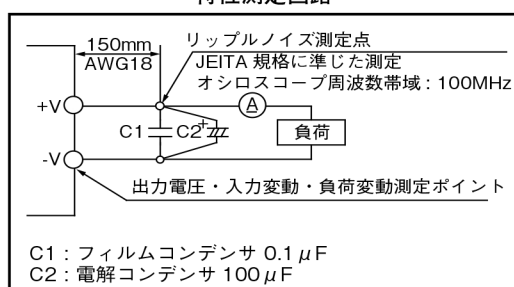 特性測定回路
150mm
AWG18
リップルノイズ測定点
JEITA 規格に準じた測定
オシロスコープ周波数帯域 : 100MHz
+V
A
C1
C2
+
負荷
-V
出力電圧・入力変動・負荷変動測定ポイント
C1 : フィルムコンデンサ 0.1μF
C2 : 電解コンデンサ 100μF